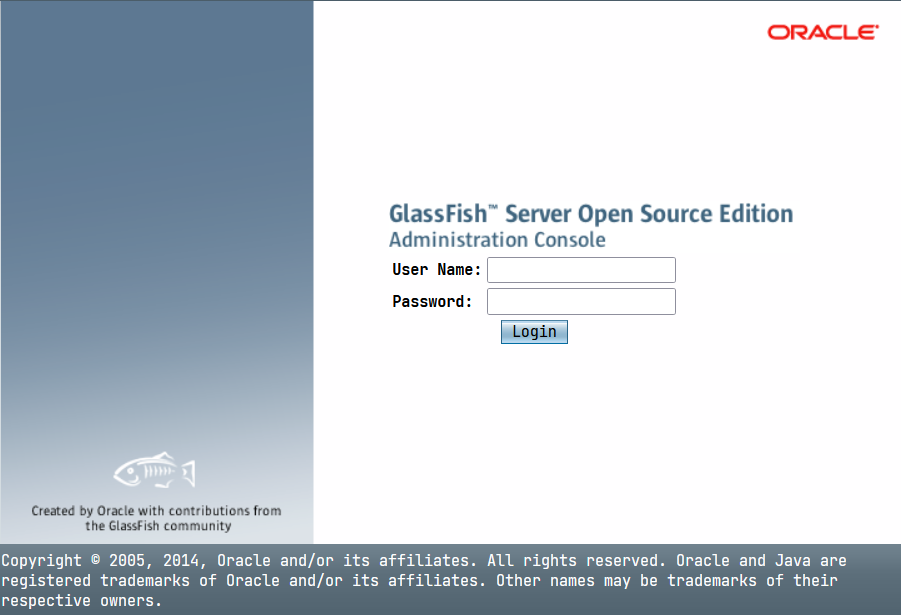 ORACLE
GlassFish™ Server Open Source Edition
Administration Console
User Name:
Password:
Login
Created by Oracle with contributions from
the GlassFish community
Copyright © 2005, 2014, Oracle and/or its affiliates. All rights reserved. Oracle and Java are
registered trademarks of Oracle and/or its affiliates. Other names may be trademarks of their
respective owners.